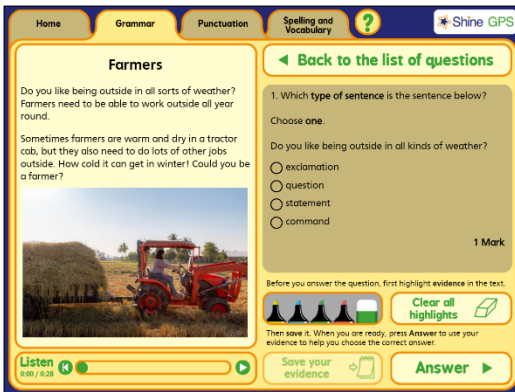 Home
Grammar
Punctuation
Spelling and
Vocabulary
?
Shine GPS
Farmers
Do you like being outside in all sorts of weather?
Farmers need to be able to work outside all year
round.
Sometimes farmers are warm and dry in a tractor
cab, but they also need to do lots of other jobs
outside. How cold it can get in winter! Could you be
a farmer?
Listen
0:00 / 0:28
Back to the list of questions
1. Which type of sentence is the sentence below?
Choose one.
Do you like being outside in all kinds of weather?
exclamation
question
statement
command
1 Mark
Before you answer the question, first highlight evidence in the text.
Clear all
highlights
Then save it. When you are ready, press Answer to use your
evidence to help you choose the correct answer.
Save your
evidence
Answer